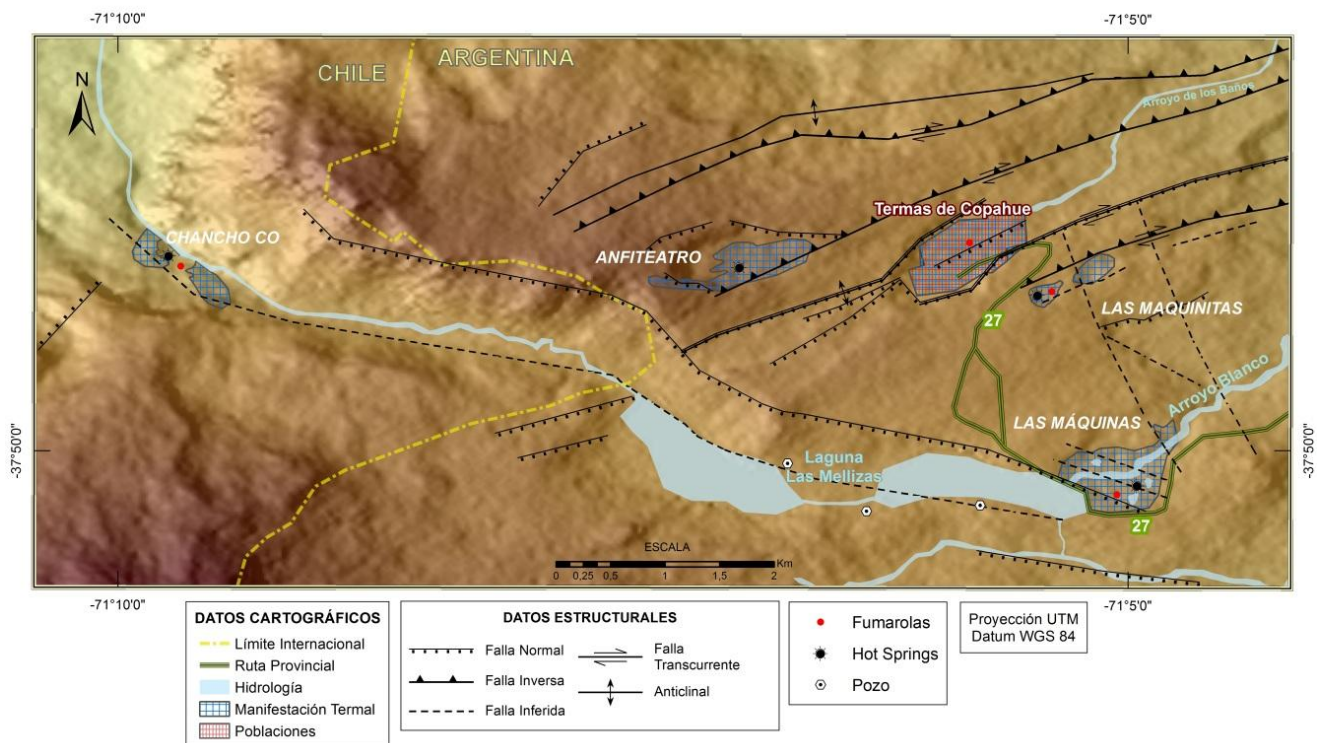 -71°10'0"
-71°5'0"
CHILE
ARGENTINA
N
Arroyo de los Baños
Termas de Copahue
CHANCHO CO
ANFITEATRO
LAS MAQUINITAS
27
Arroyo Blanco
LAS MÁQUINAS
-37°50'0"
-37°50'0"
Laguna
Las Mellizas
27
ESCALA
0 0,25 0,5 1 1,5 2 Km
-71°10'0"
-71°5'0"
DATOS CARTOGRÁFICOS
Límite Internacional
Ruta Provincial
Hidrología
Manifestación Termal
Poblaciones
DATOS ESTRUCTURALES
Falla Normal
Falla Inversa
Falla Inferida
Falla
Transcurrente
Anticlinal
Fumarolas
Hot Springs
Pozo
Proyección UTM
Datum WGS 84